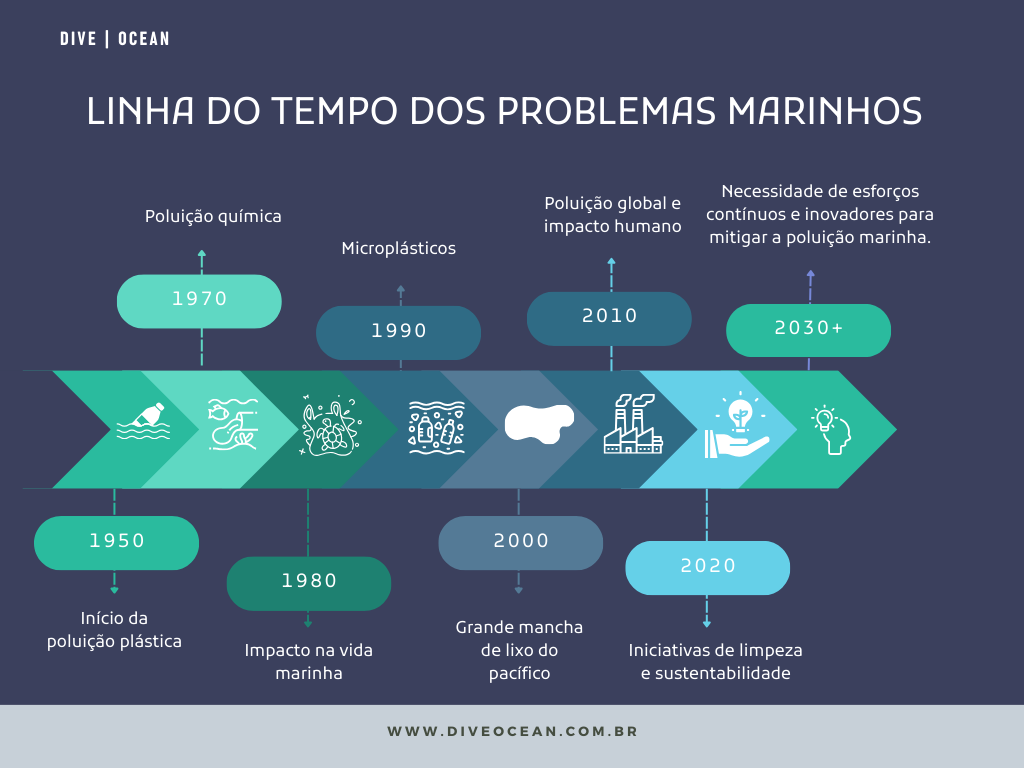 DIVE | OCEAN
LINHA DO TEMPO DOS PROBLEMAS MARINHOS
Poluição química
1970
Microplásticos
1990
Poluição global e
impacto humano
2010
Necessidade de esforços
contínuos e inovadores para
mitigar a poluição marinha.
2030+
1950
Início da
poluição plástica
1980
Impacto na vida
marinha
2000
Grande mancha
de lixo do
pacífico
2020
Iniciativas de limpeza
e sustentabilidade
WWW.DIVEOCEAN.COM.BR